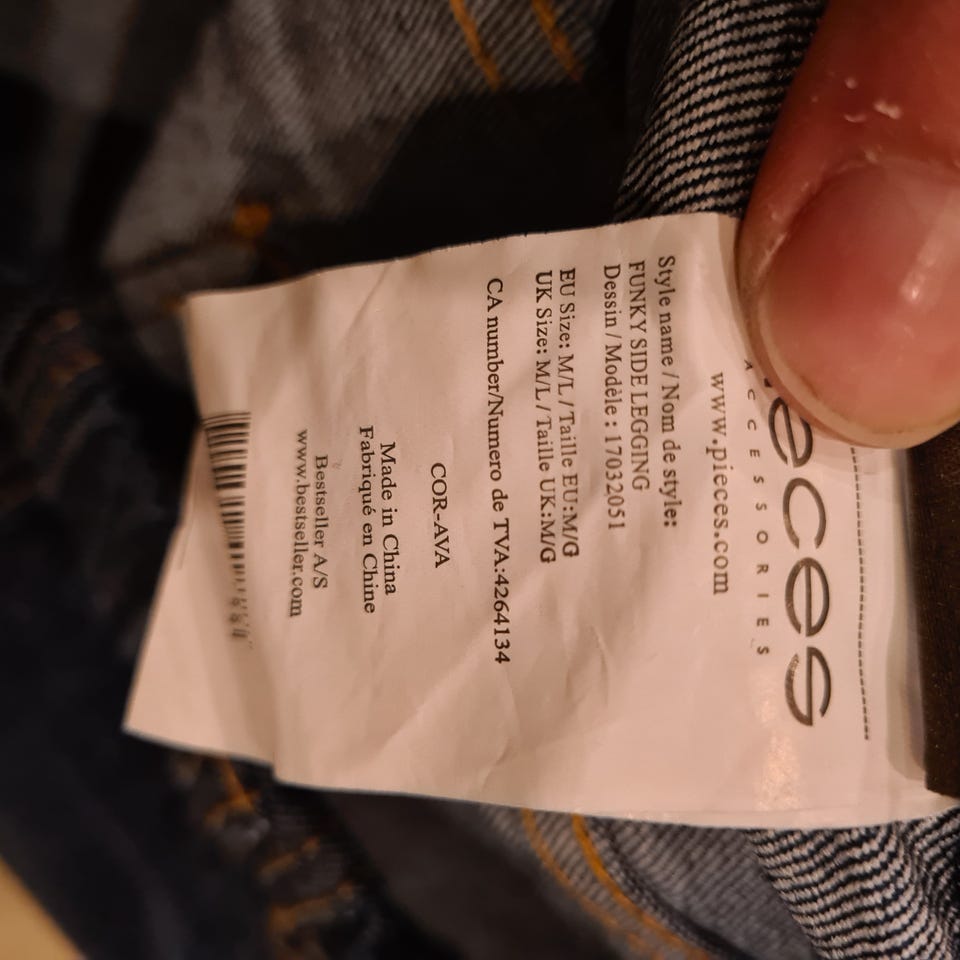 eces
ACCESSORIES
www.pieces.com
Style name / Nom de style:
FUNKY SIDE LEGGING
Dessin / Modèle : 17032051
EU Size: M/L / Taille EU:M/G
UK Size: M/L / Taille UK:M/G
CA number/Numero de TVA:4264134
COR-AVA
Made in China
Fabriqué en Chine
Bestseller A/S
www.bestseller.com